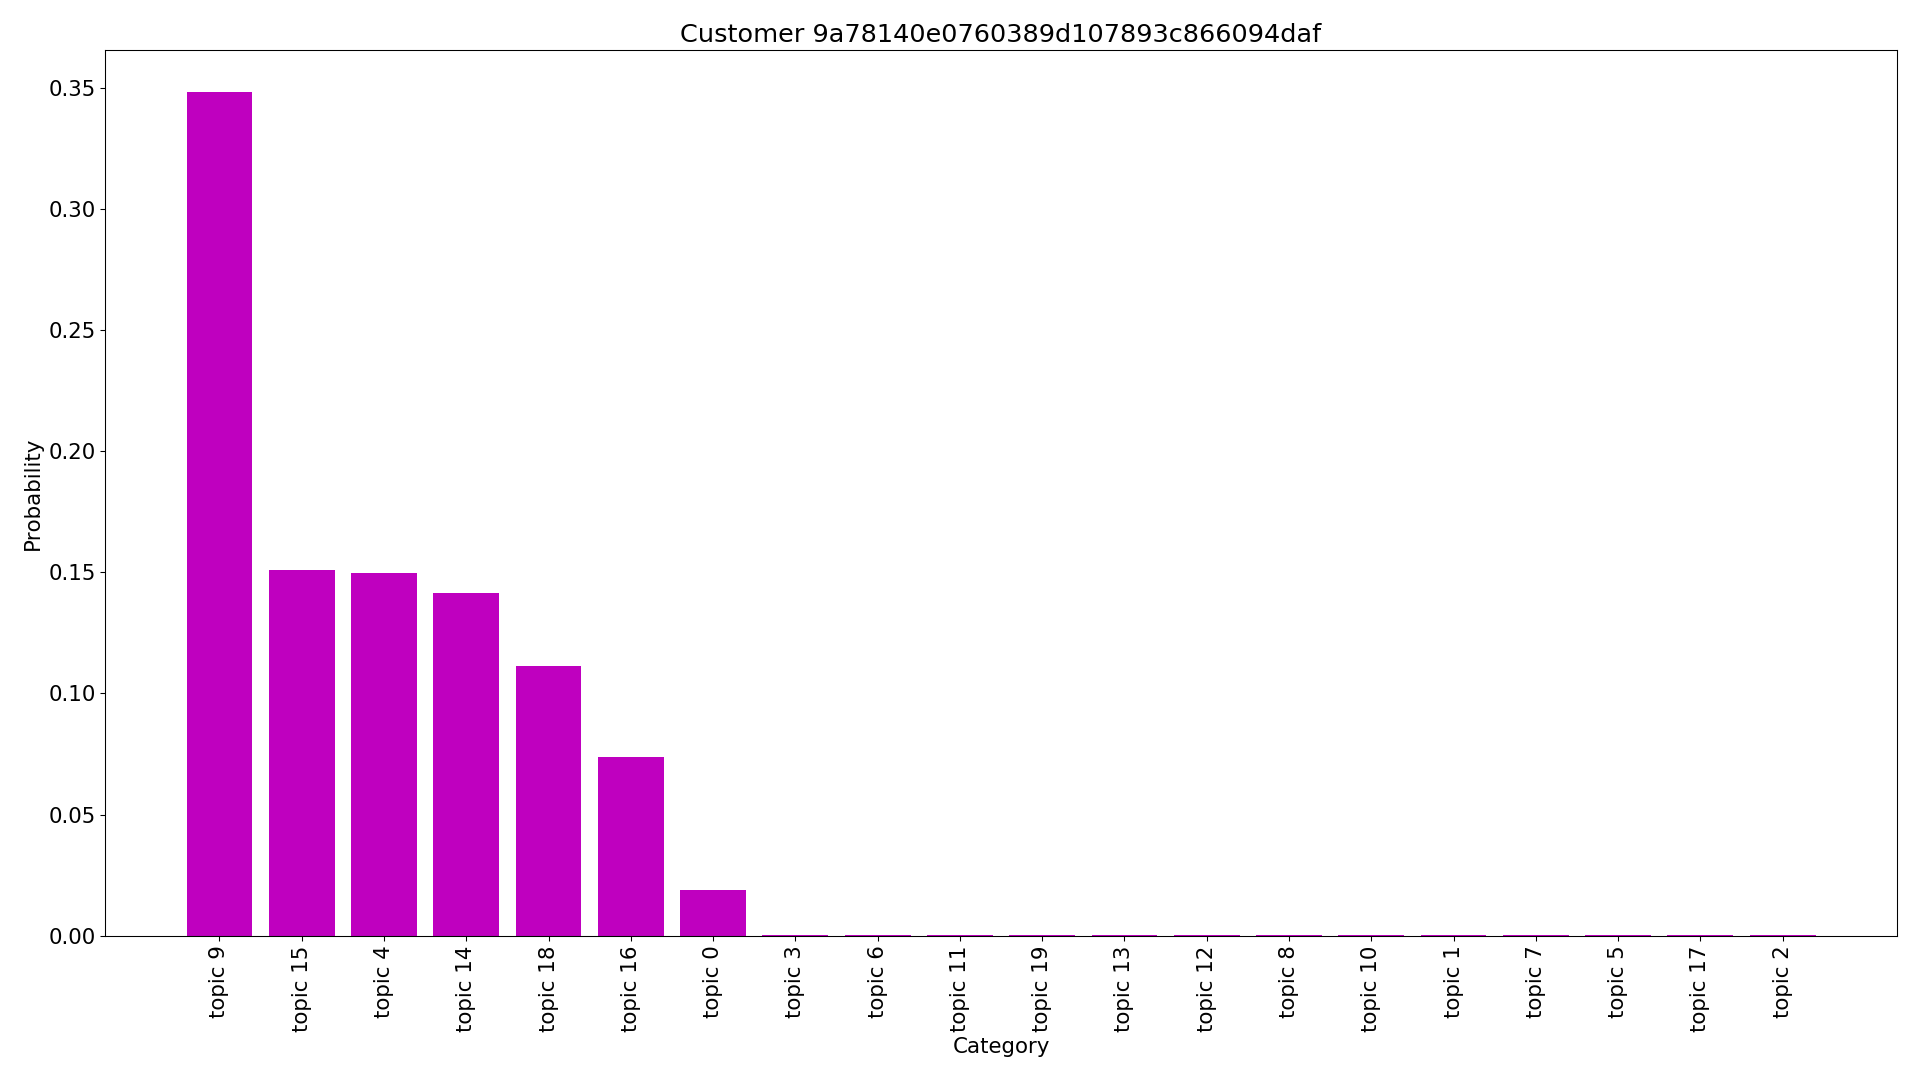 Customer 9a78140e0760389d107893c866094daf
Probability
0.35
0.30
0.25
0.20
0.15
0.10
0.05
0.00
topic 9
topic 15
topic 4
topic 14
topic 18
topic 16
topic 0
topic 3
topic 6
topic 11
topic 19
topic 13
topic 12
topic 8
topic 10
topic 1
topic 7
topic 5
topic 17
topic 2
Category